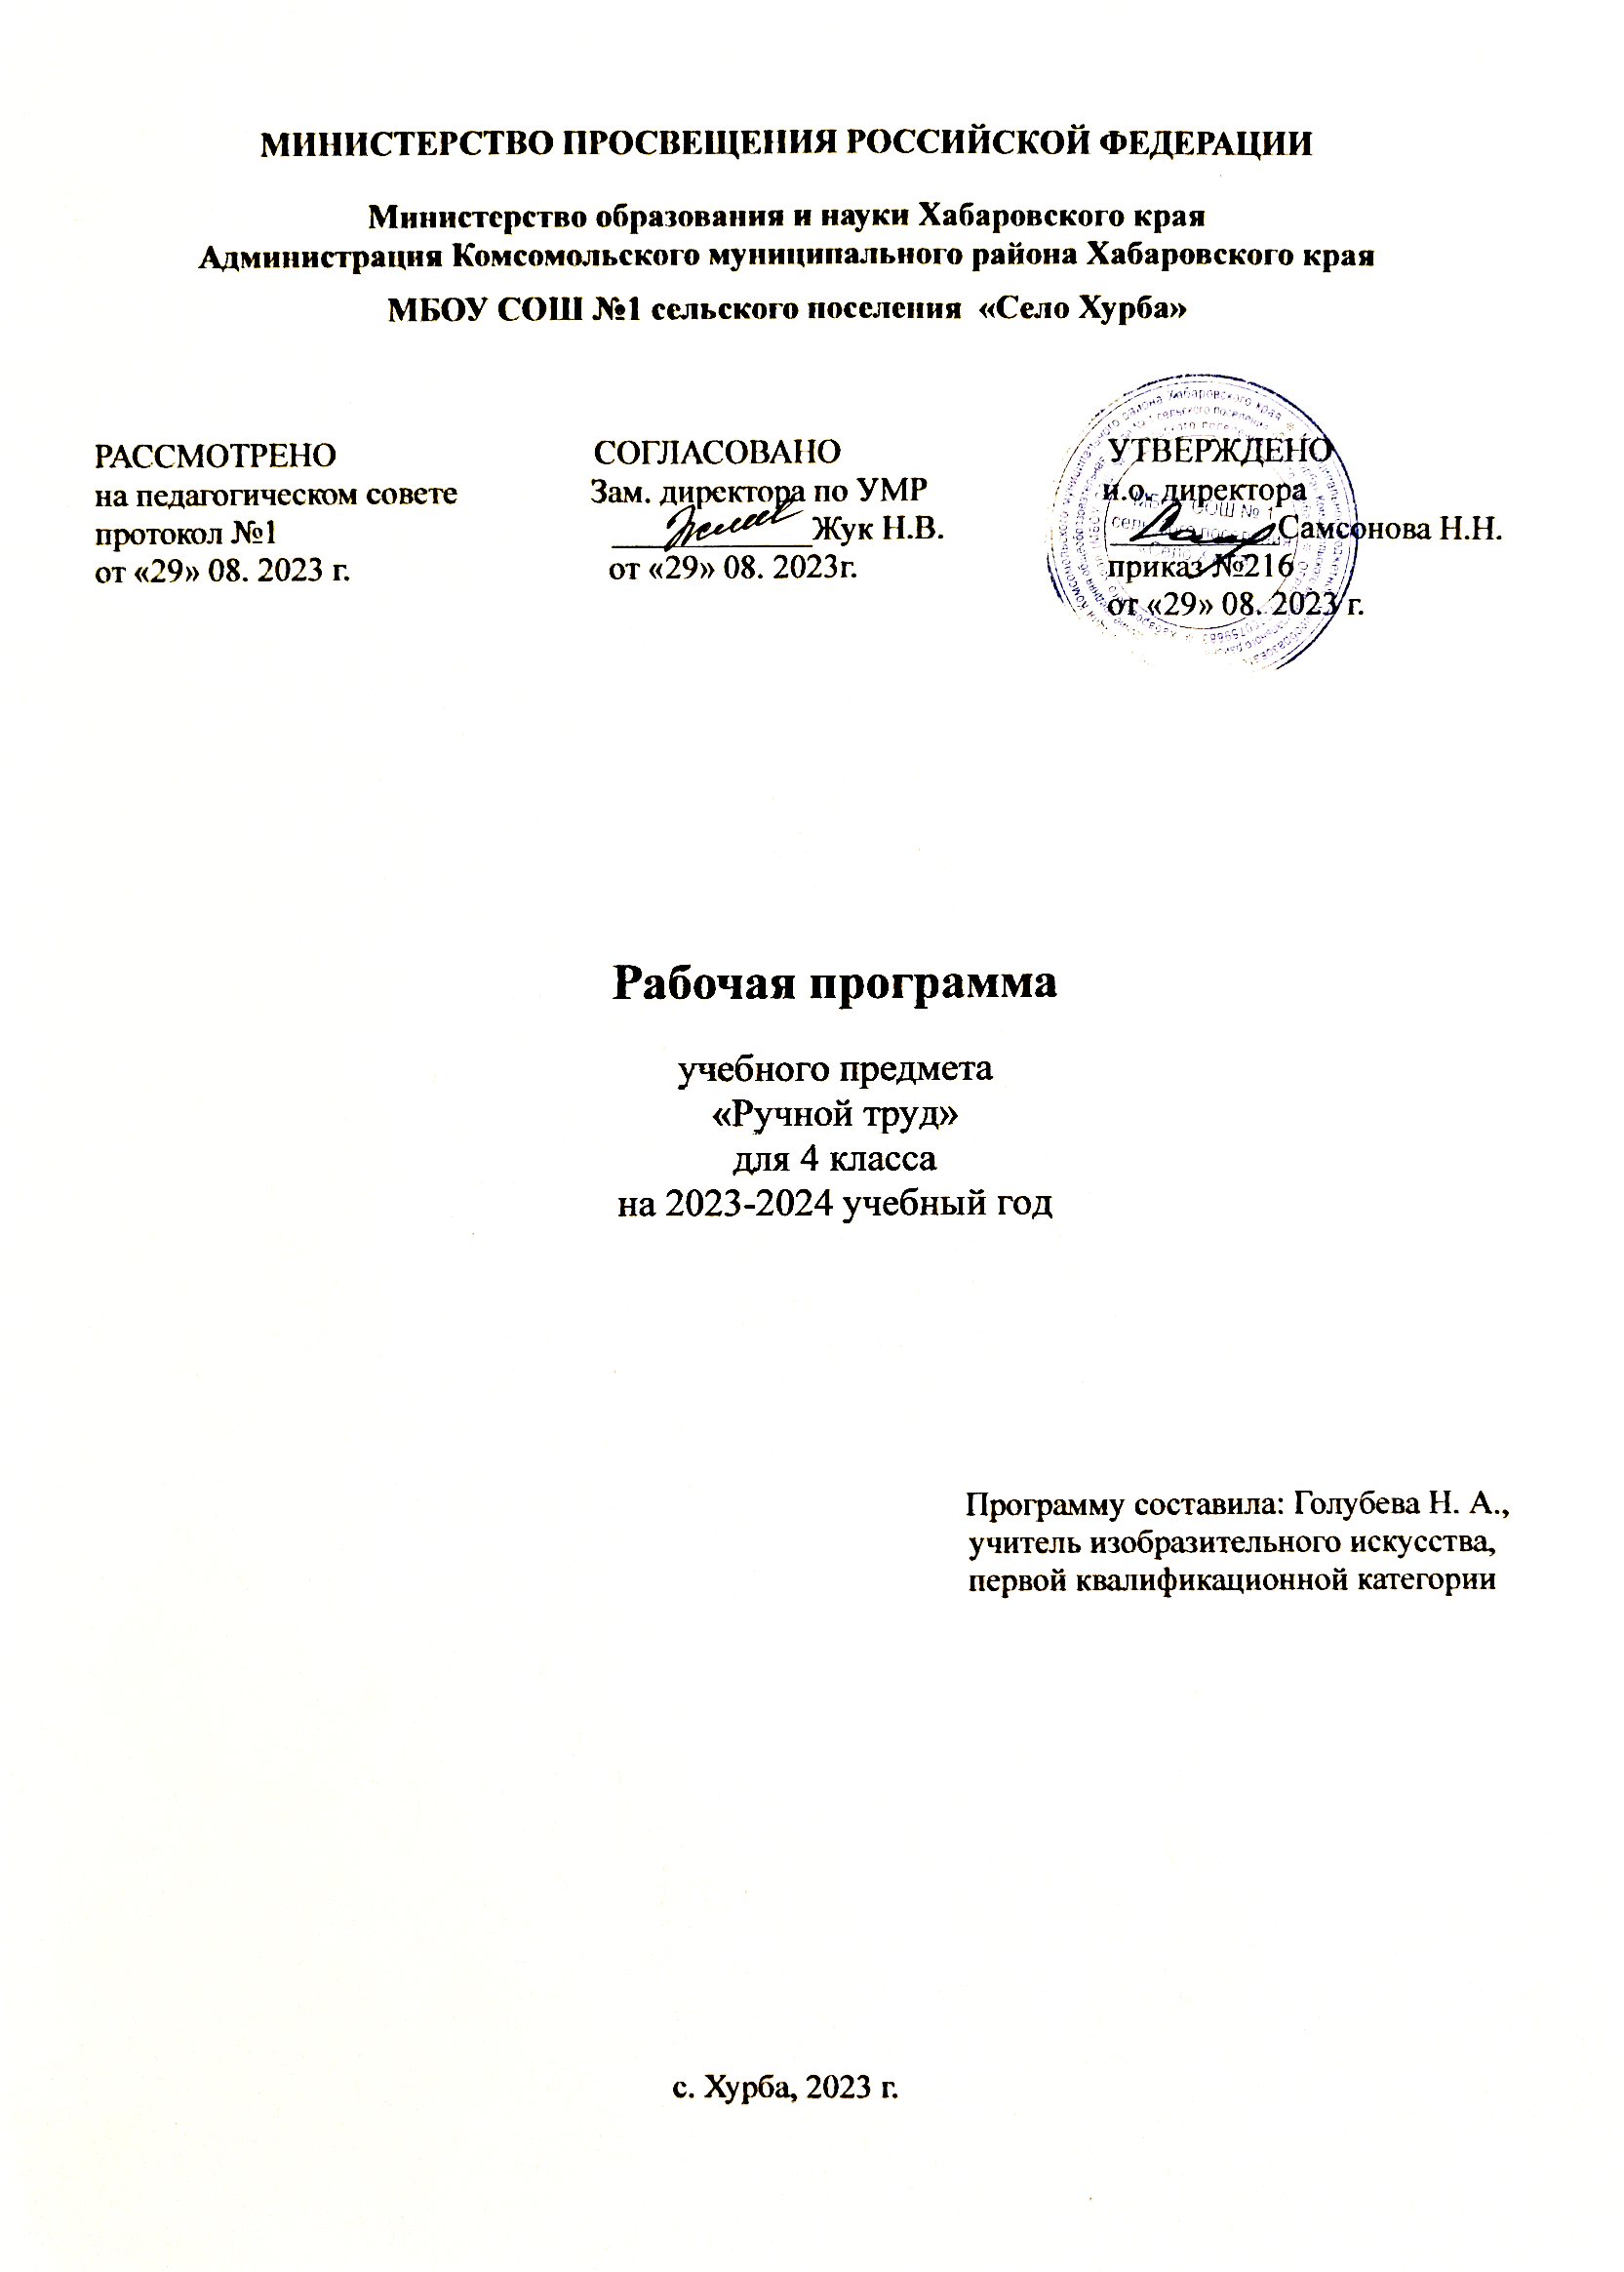 МИНИСТЕРСТВО ПРОСВЕЩЕНИЯ РОССИЙСКОЙ ФЕДЕРАЦИИ
Министерство образования и науки Хабаровского края
Администрация Комсомольского муниципального района Хабаровского края
МБОУ СОШ №1 сельского поселения «Село Хурба»
РАССМОТРЕНО
на педагогическом совете
протокол №1
от «29» 08. 2023 г.
СОГЛАСОВАНО
Зам. директора по УМР
Жук Н.В.
от «29» 08. 2023г.
УТВЕРЖДЕНО
и.о. директора
Самсонова Н.Н.
приказ №216
от «29» 08. 2023 г.
Рабочая программа
учебного предмета
«Ручной труд»
для 4 класса
на 2023-2024 учебный год
Программу составила: Голубева Н. А.,
учитель изобразительного искусства,
первой квалификационной категории
с. Хурба, 2023 г.